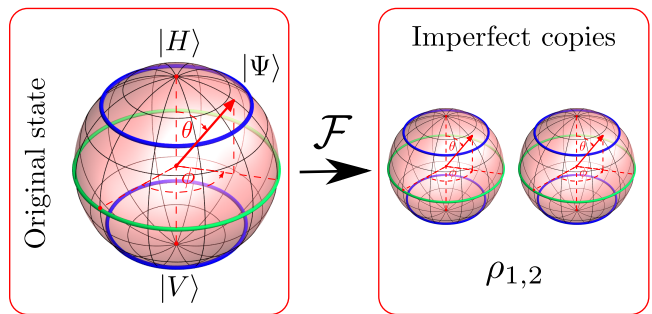 Original state
|H⟩
|Ψ⟩
θ
φ
|V⟩
ℱ
Imperfect copies
θ
φ
θ
φ
ρ₁,₂